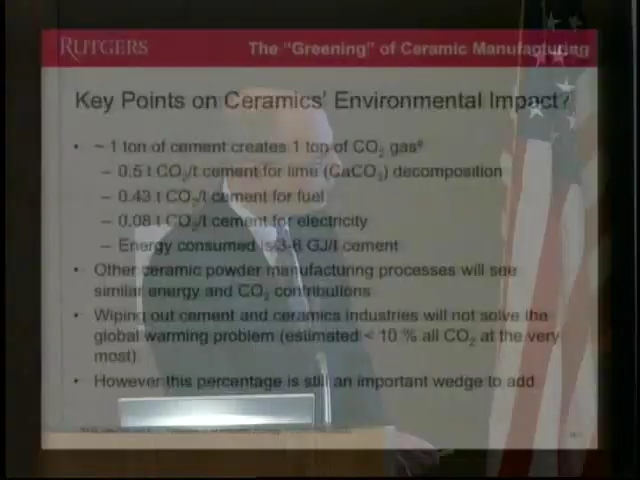 RUTGERS
The "Greening" of Ceramic Manufacturing
Key Points on Ceramics' Environmental Impact?
• ~ 1 ton of cement creates 1 ton of CO2 gas
– 0.5 t CO2/t cement for lime (CaCO3) decomposition
– 0.43 t CO2/t cement for fuel
– 0.08 t CO2/t cement for electricity
– Energy consumed is 3-6 GJ/t cement
• Other ceramic powder manufacturing processes will see
similar energy and CO2 contributions
• Wiping out cement and ceramics industries will not solve the
global warming problem (estimated < 10 % all CO2 at the very
most)
• However this percentage is still an important wedge to add